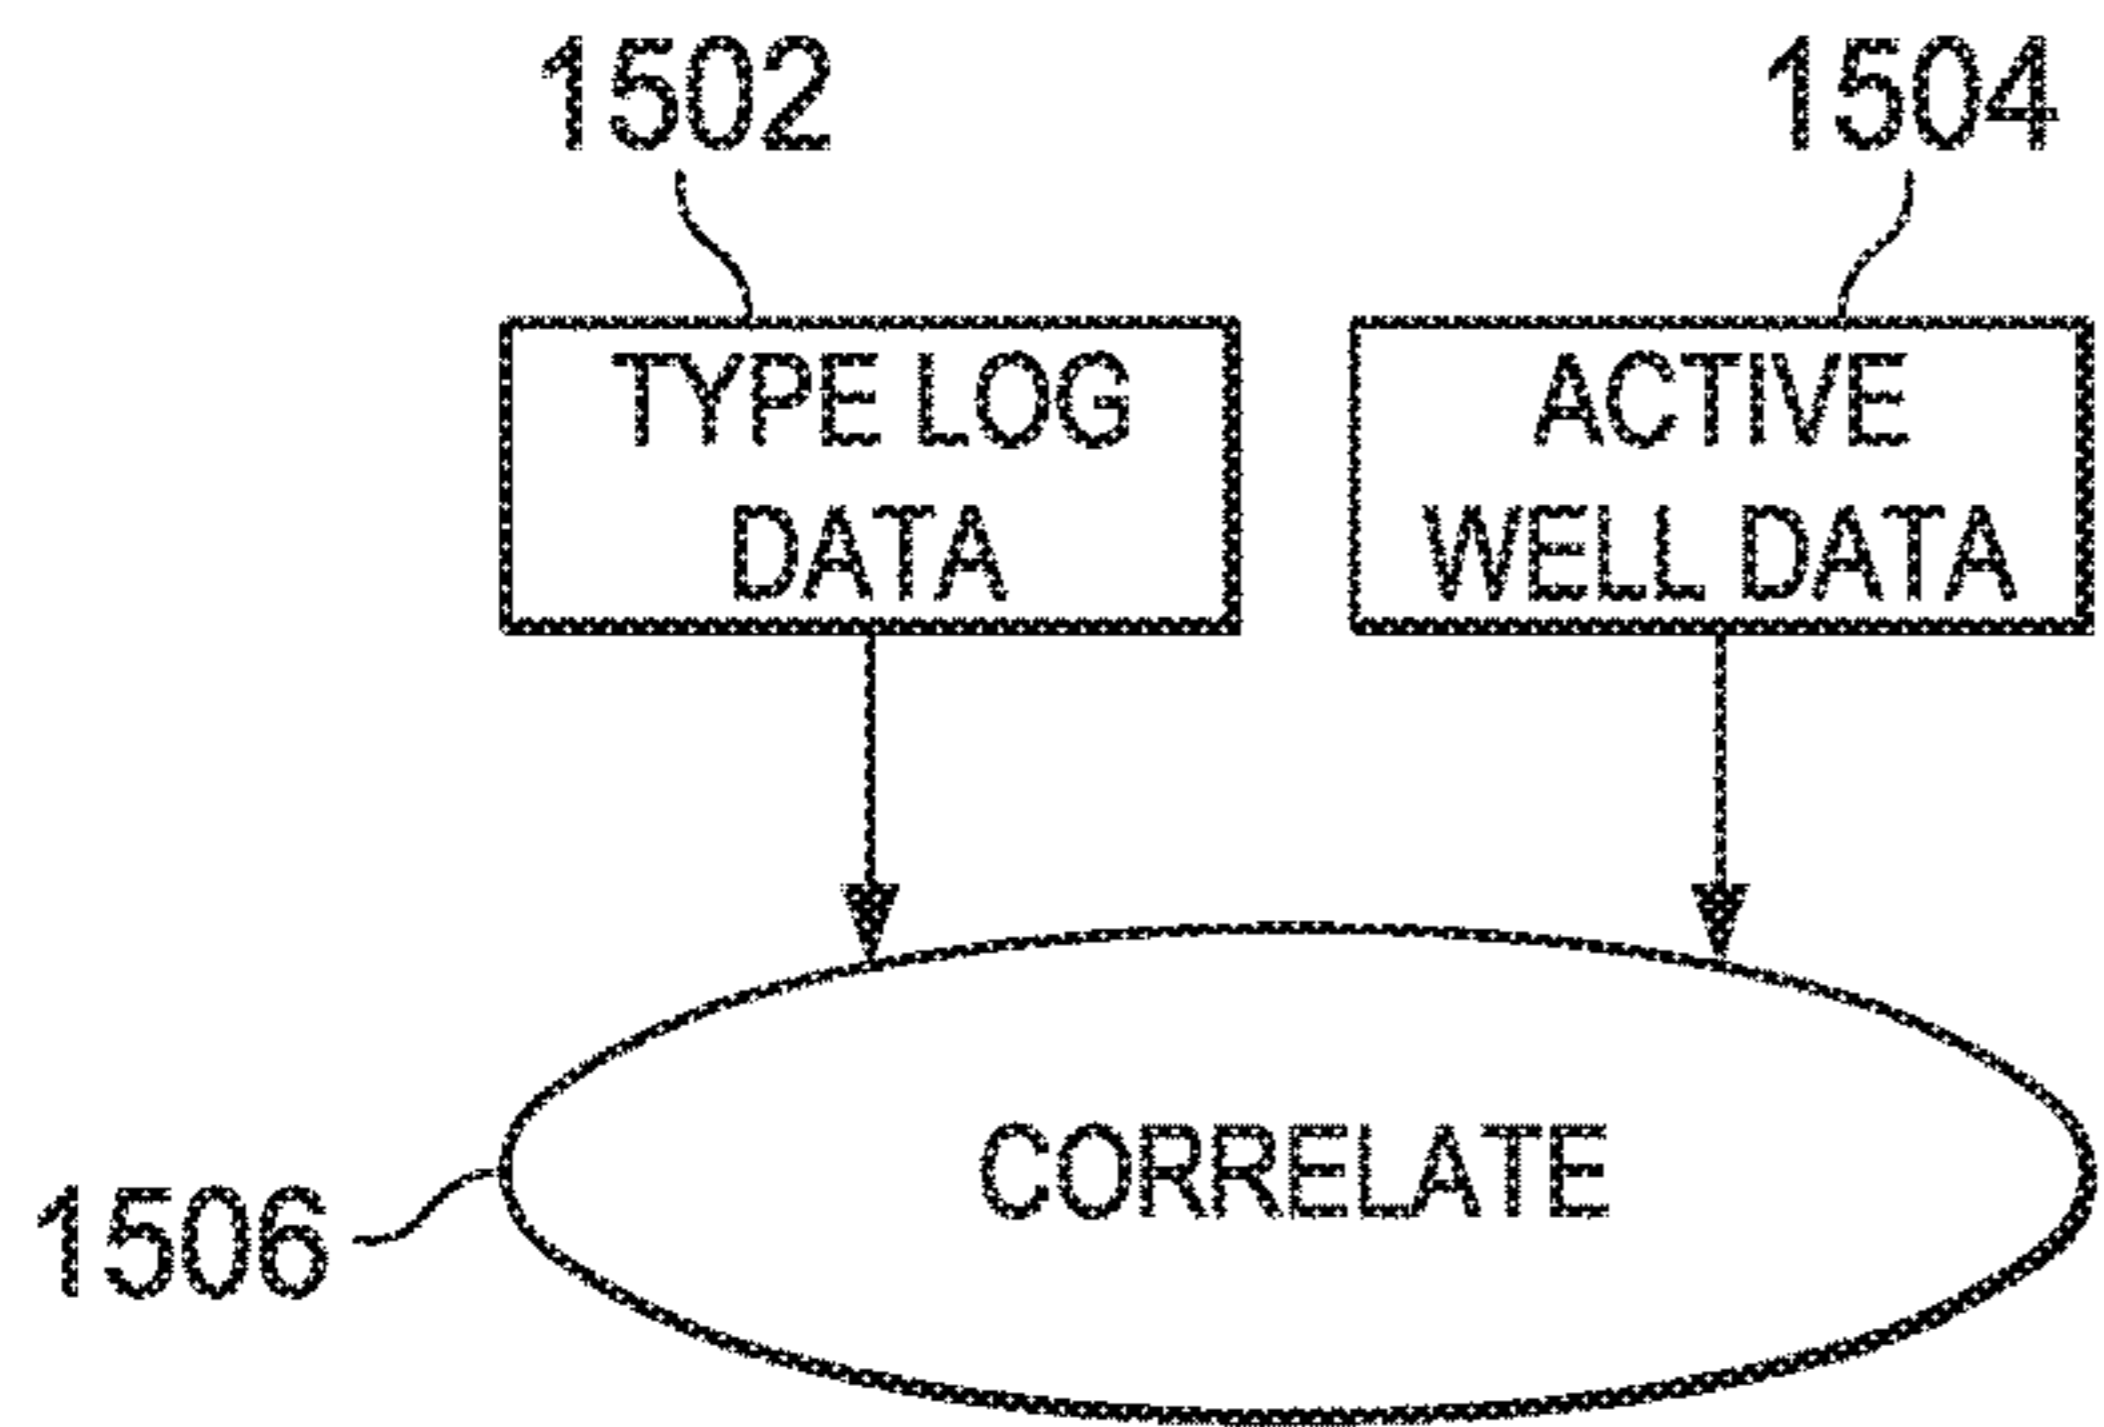 1502
1504
TYPE LOG
DATA
ACTIVE
WELL DATA
CORRELATE
1506